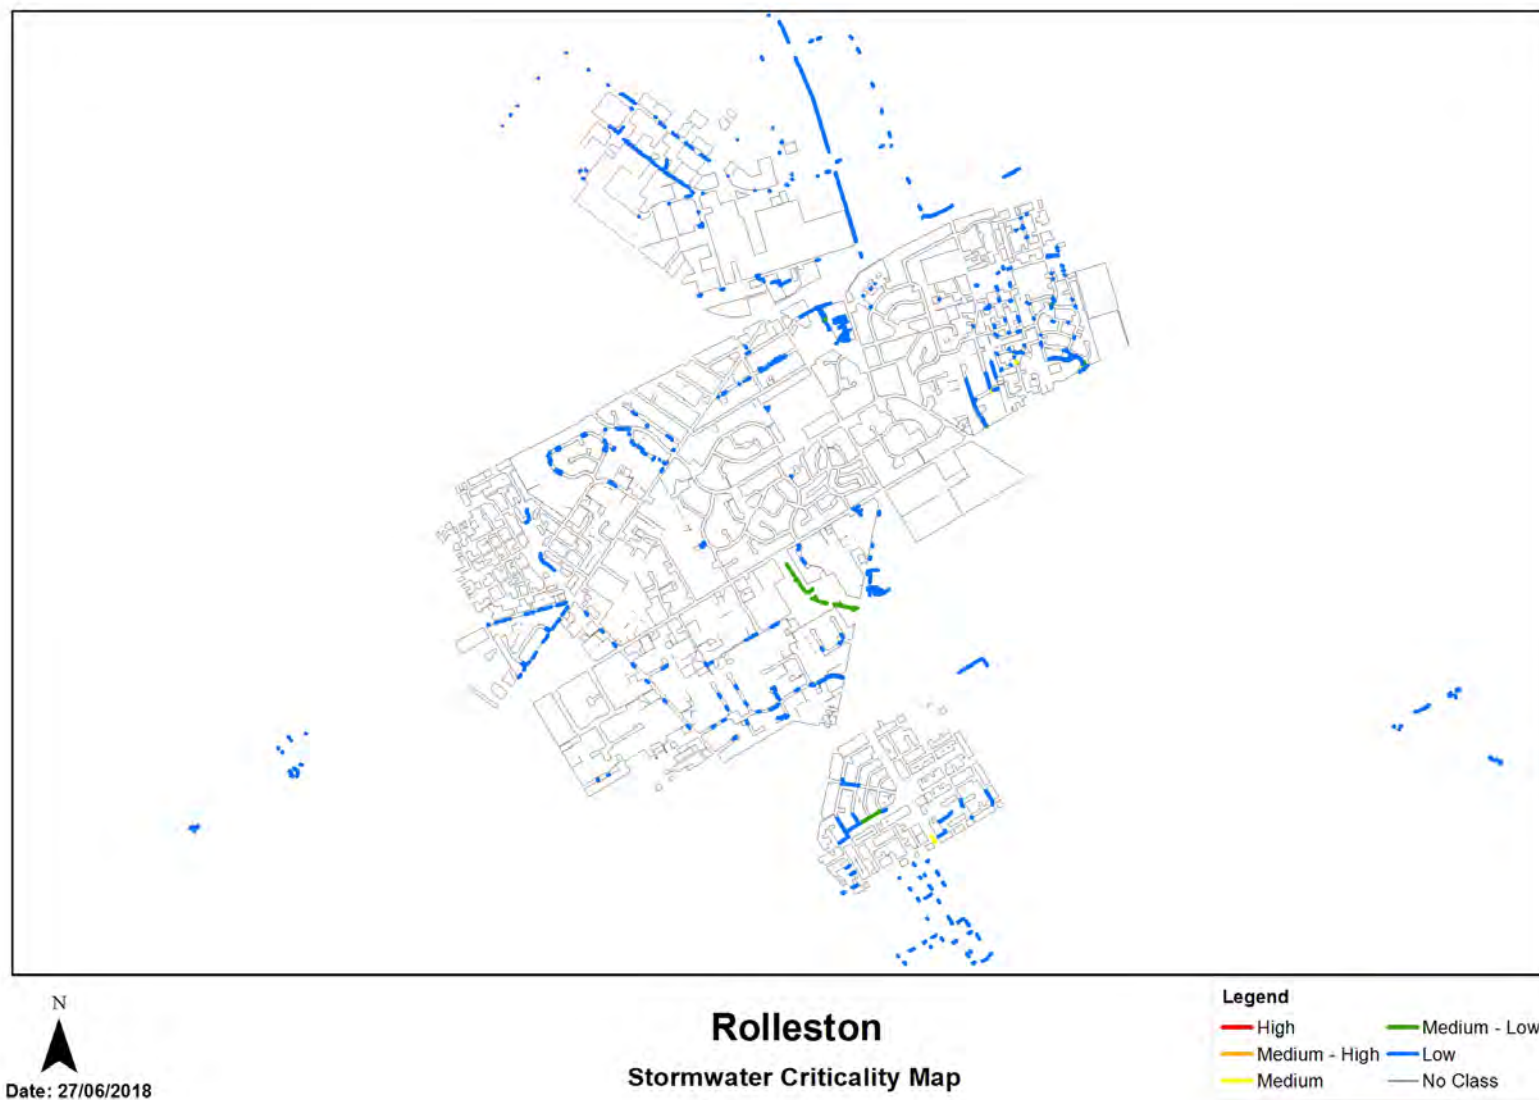 N
Date: 27/06/2018
Rolleston
Stormwater Criticality Map
Legend
High
Medium - High
Medium
Medium - Low
Low
No Class